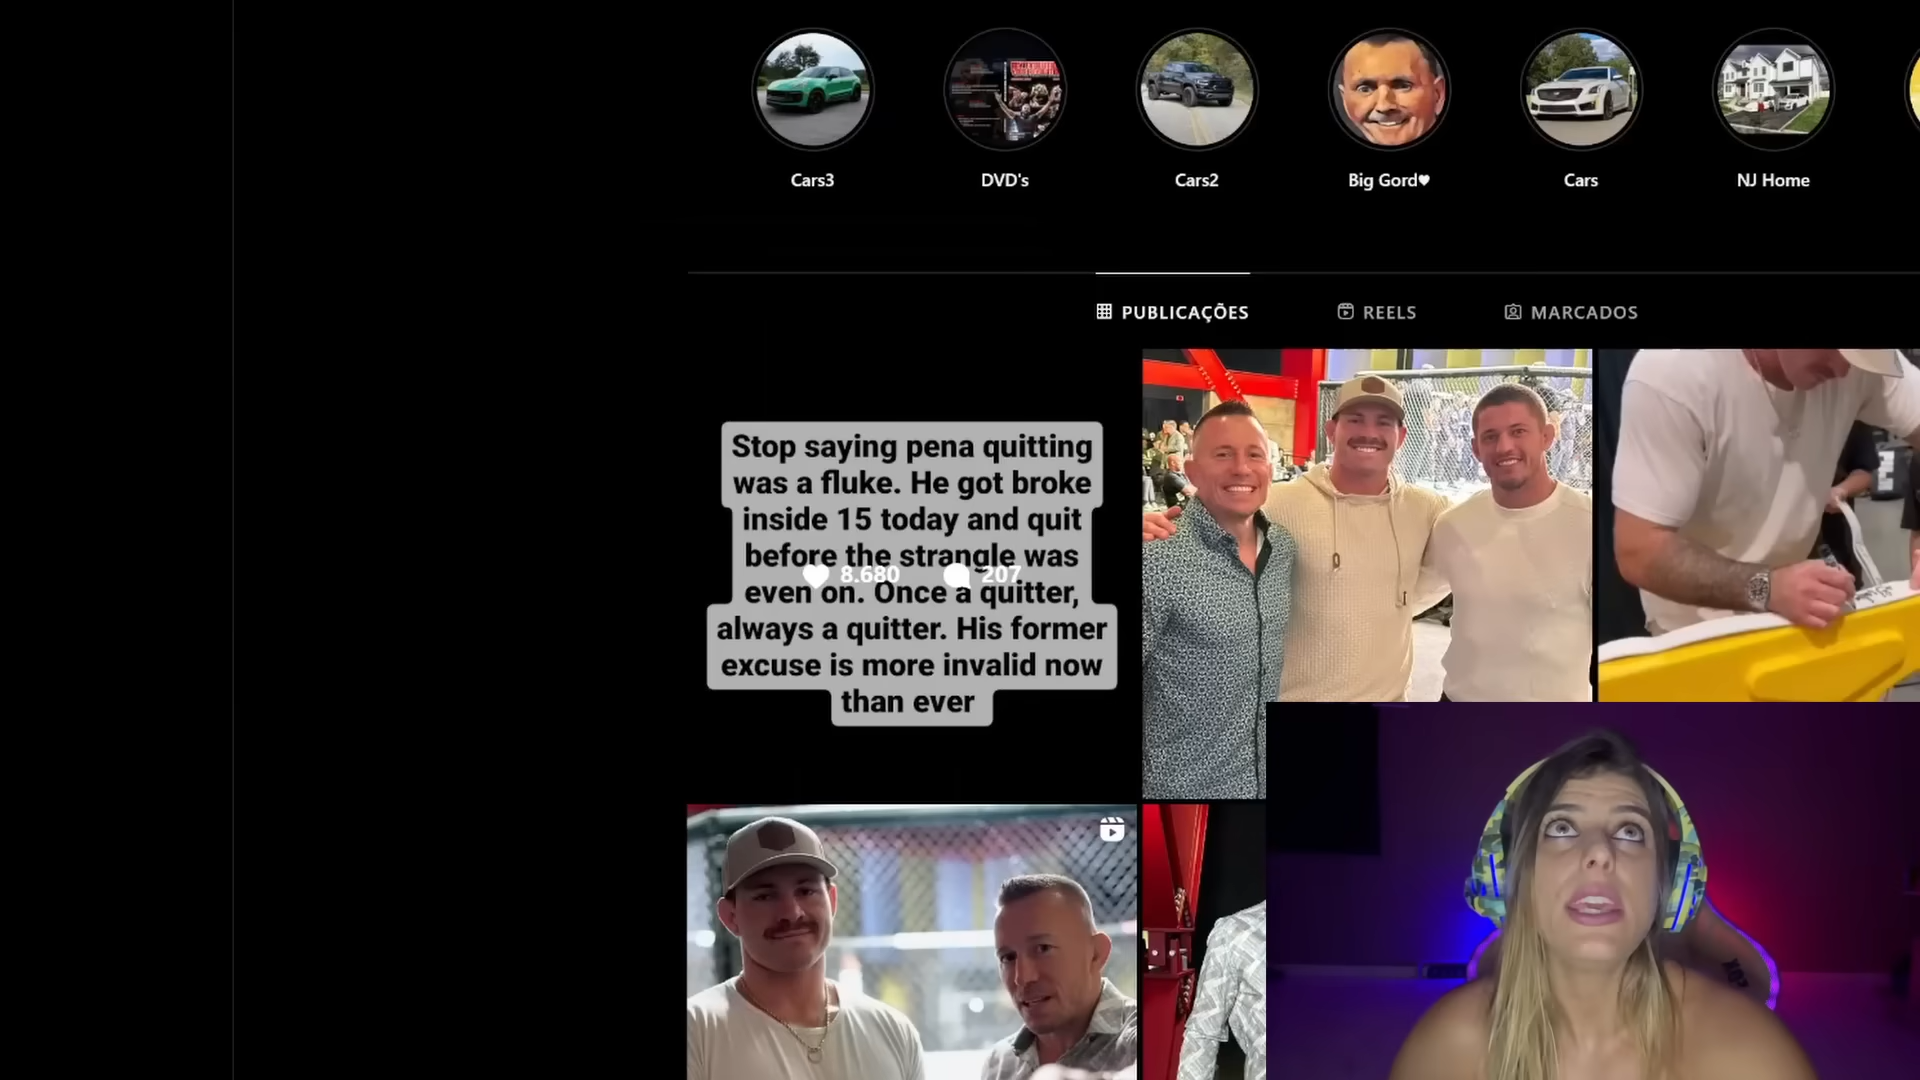 Cars3
DVD's
Cars2
Big Gord♥
Cars
NJ Home
PUBLICAÇÕES
REELS
MARCADOS
Stop saying pena quitting
was a fluke. He got broke
inside 15 today and quit
before the strangle was
8.680 207
even on. Once a quitter,
always a quitter. His former
excuse is more invalid now
than ever